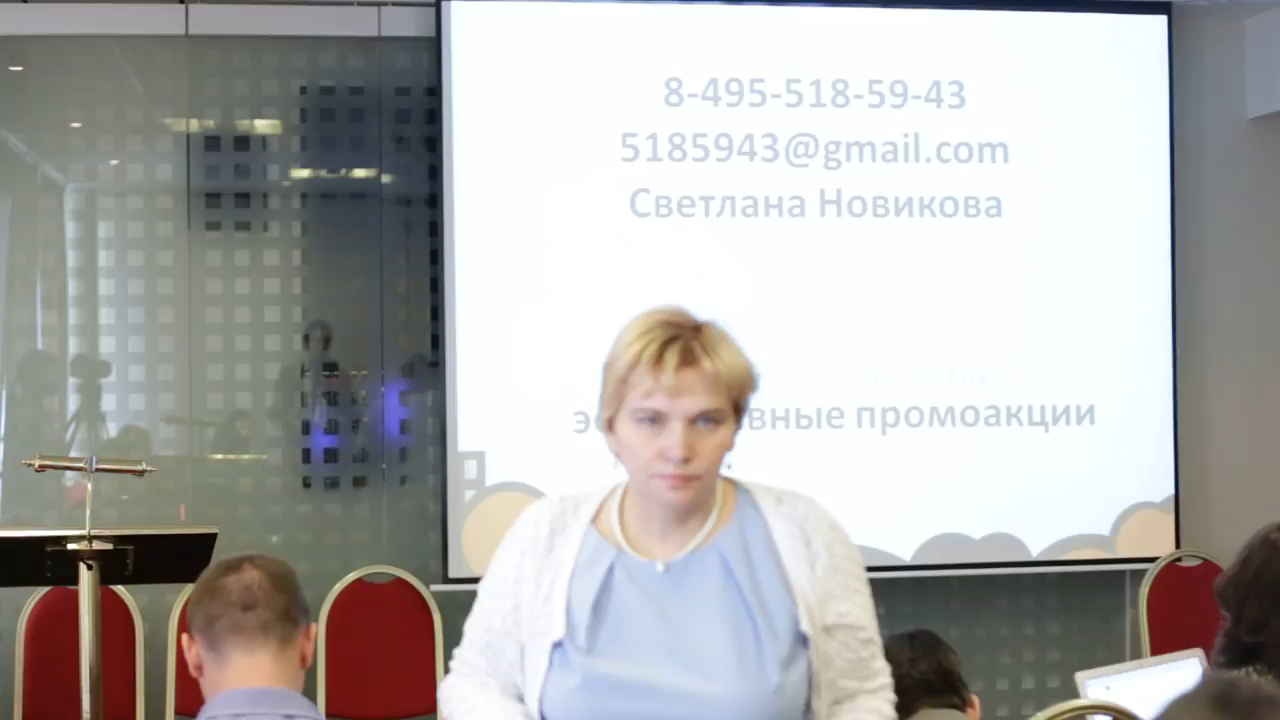 8-495-518-59-43
5185943@gmail.com
Светлана Новикова
промоакции